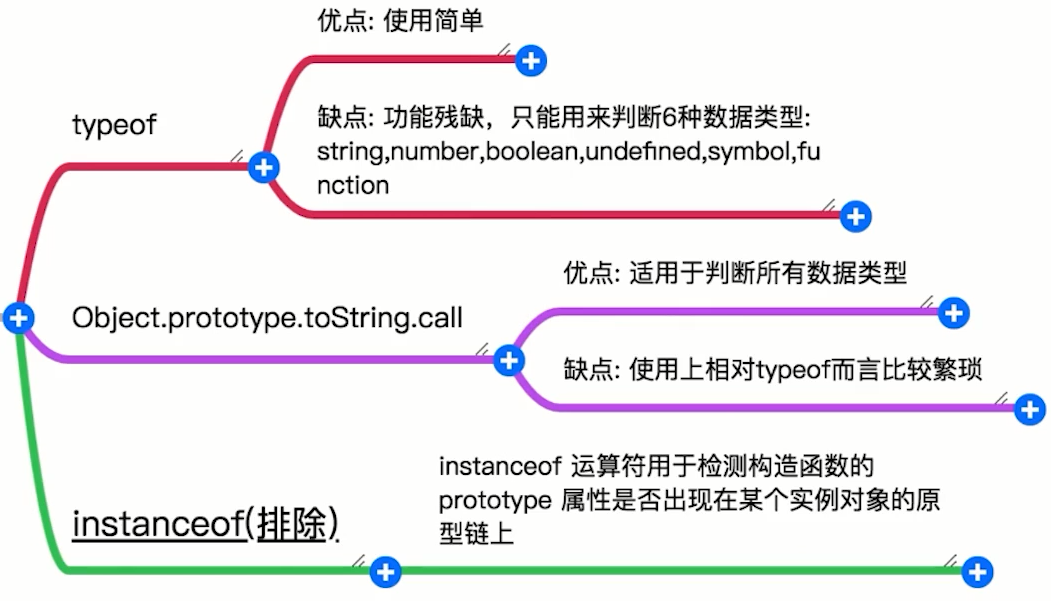 优点: 使用简单
typeof
缺点: 功能残缺，只能用来判断6种数据类型:
string,number,boolean,undefined,symbol,fu
nction
Object.prototype.toString.call
优点: 适用于判断所有数据类型
缺点: 使用上相对typeof而言比较繁琐
instanceof(排除)
instanceof 运算符用于检测构造函数的
prototype 属性是否出现在某个实例对象的原
型链上